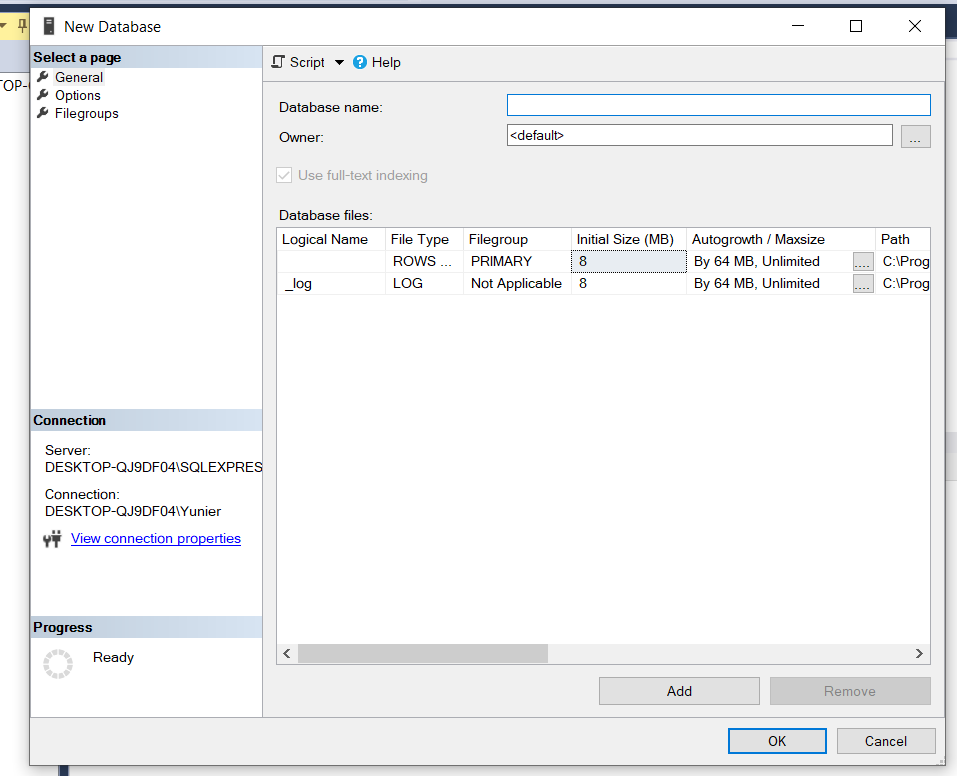 New Database
Select a page
General
Options
Filegroups
Script
Help
Database name:
Owner:
<default>
...
Use full-text indexing
Database files:
Logical Name File Type Filegroup Initial Size (MB) Autogrowth / Maxsize Path
ROWS ... PRIMARY 8 By 64 MB, Unlimited .... C:\Prog
_log LOG Not Applicable 8 By 64 MB, Unlimited .... C:\Prog
Connection
Server:
DESKTOP-QJ9DF04\SQLEXPRES
Connection:
DESKTOP-QJ9DF04\Yunier
View connection properties
Progress
Ready
Add
Remove
OK
Cancel